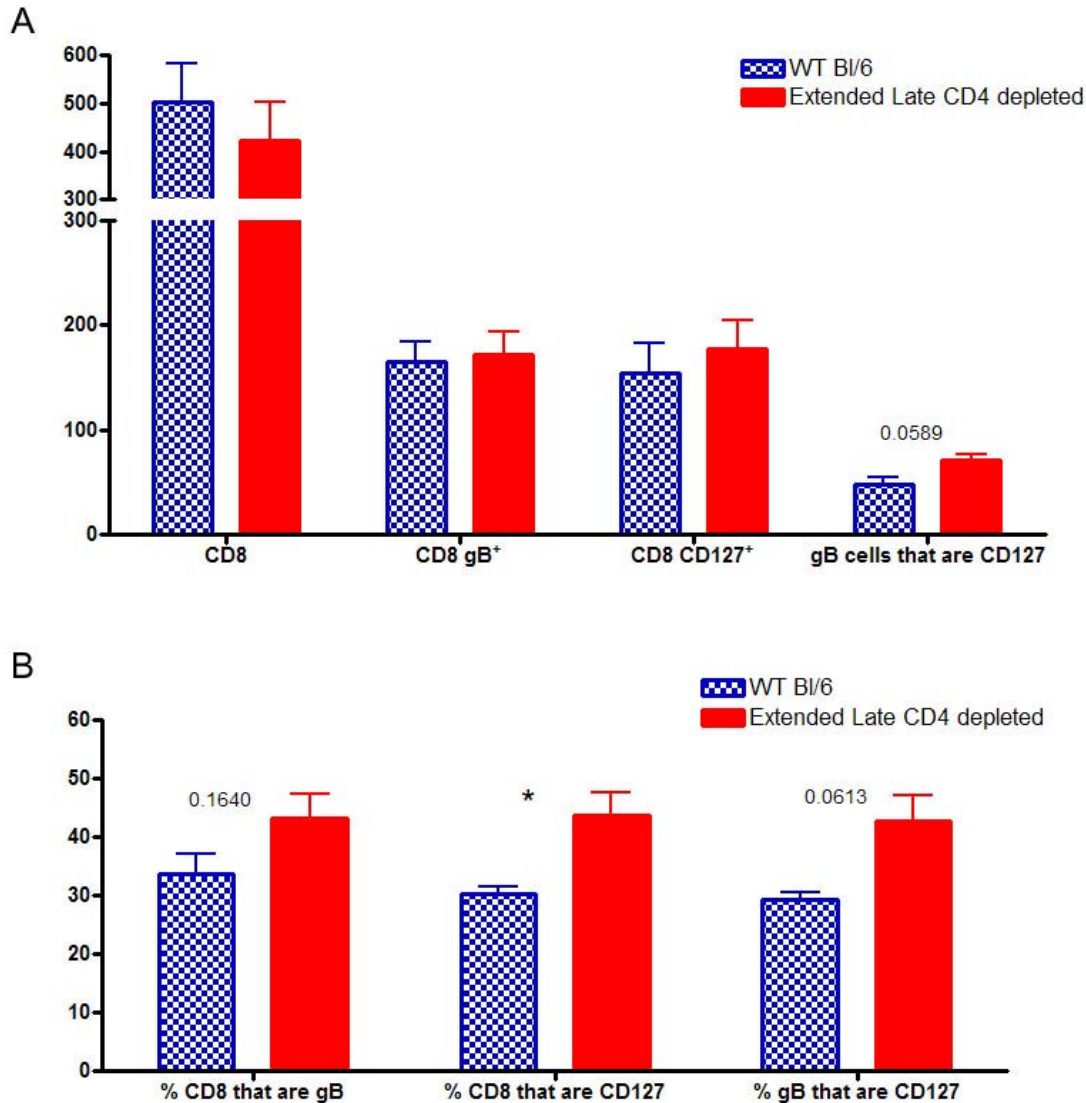 A
600
500
400
300
300
200
100
0
WT Bl/6
Extended Late CD4 depleted
0.0589
CD8
CD8 gB⁺
CD8 CD127⁺
gB cells that are CD127
B
WT Bl/6
Extended Late CD4 depleted
60
50
40
30
20
10
0
0.1640
*
0.0613
% CD8 that are gB
% CD8 that are CD127
% gB that are CD127